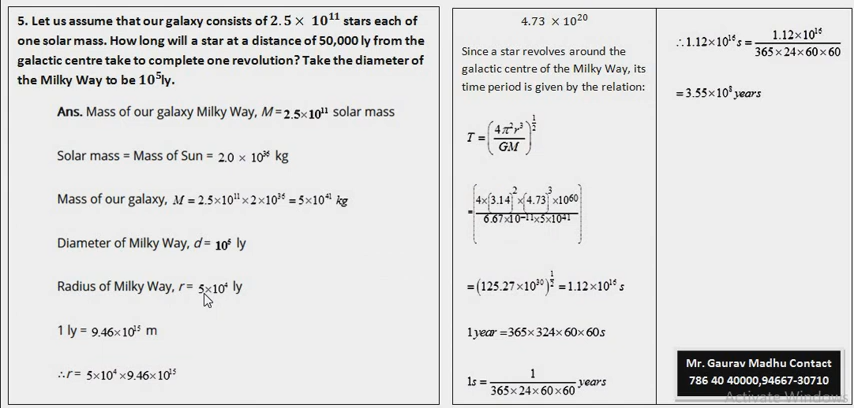 5. Let us assume that our galaxy consists of 2.5 × 10¹¹ stars each of
one solar mass. How long will a star at a distance of 50,000 ly from the
galactic centre take to complete one revolution? Take the diameter of
the Milky Way to be 10⁵ly.
Ans. Mass of our galaxy Milky Way, M = 2.5×10¹¹ solar mass
Solar mass = Mass of Sun = 2.0 × 10³⁶ kg
Mass of our galaxy, M = 2.5×10¹¹ × 2×10³⁶ = 5×10⁴¹ kg
Diameter of Milky Way, d = 10⁵ ly
Radius of Milky Way, r = 5×10⁴ ly
1 ly = 9.46×10¹⁵ m
∴r = 5×10⁴ ×9.46×10¹⁵
4.73 ×10²⁰
Since a star revolves around the
galactic centre of the Milky Way, its
time period is given by the relation:
T = (4π²r³ / GM)^(1/2)
= (4×(3.14)² ×(4.73)³ ×10⁶⁰ / 6.67×10⁻¹¹×5×10⁴¹)
= (125.27×10³⁰)^(1/2) = 1.12×10¹⁶ s
1year =365×324×60×60s
1s = 1 / (365×24×60×60) years
∴1.12×10¹⁶ s = 1.12×10¹⁶ / (365×24×60×60)
= 3.55×10⁸ years
Mr. Gaurav Madhu Contact
786 40 40000,94667-30710
Activate Windows